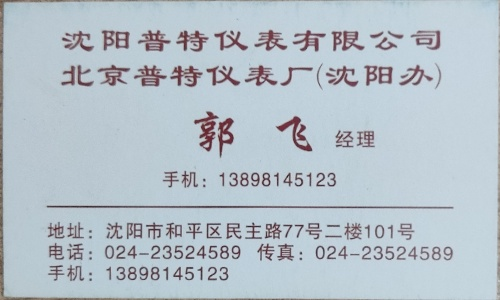 沈阳普特仪表有限公司
北京普特仪表厂(沈阳办)
郭 飞 经理
手机：13898145123
地址：沈阳市和平区民主路77号二楼101号
电话：024-23524589 传真：024-23524589
手机：13898145123